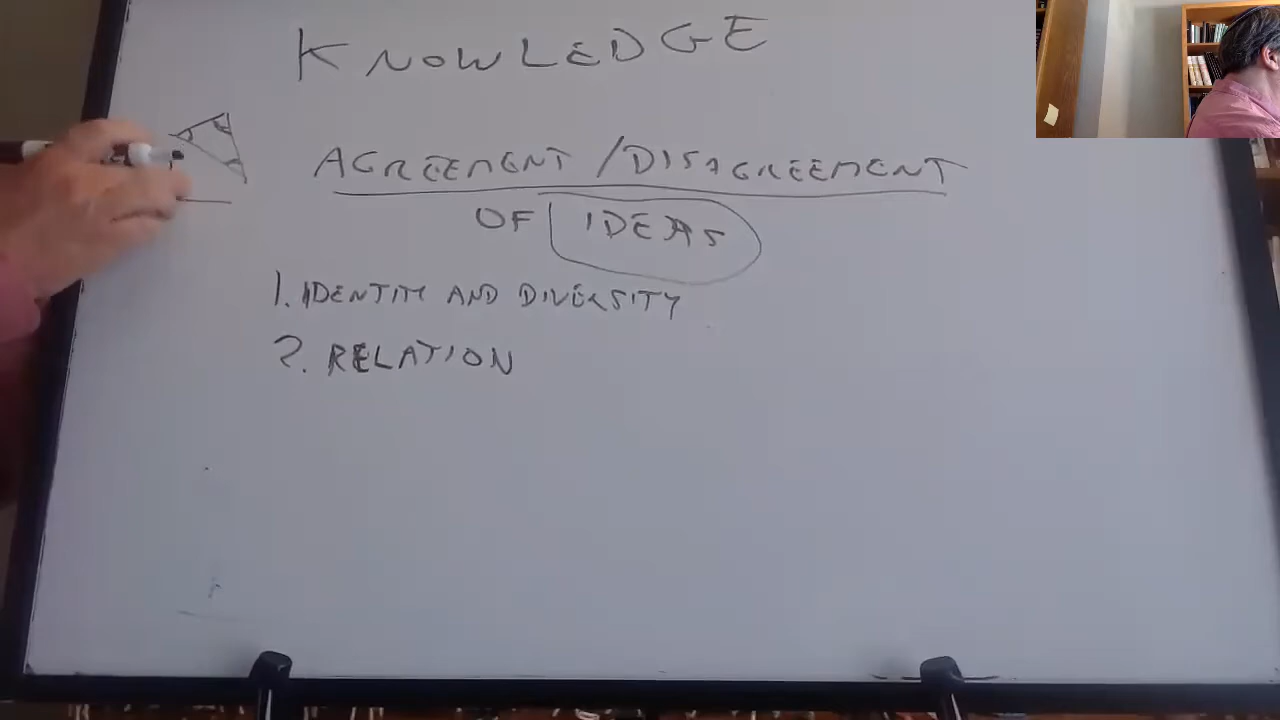 KNOWLEDGE
AGREEMENT / DISAGREEMENT
OF IDEAS
1. IDENTITY AND DIVERSITY
2. RELATION